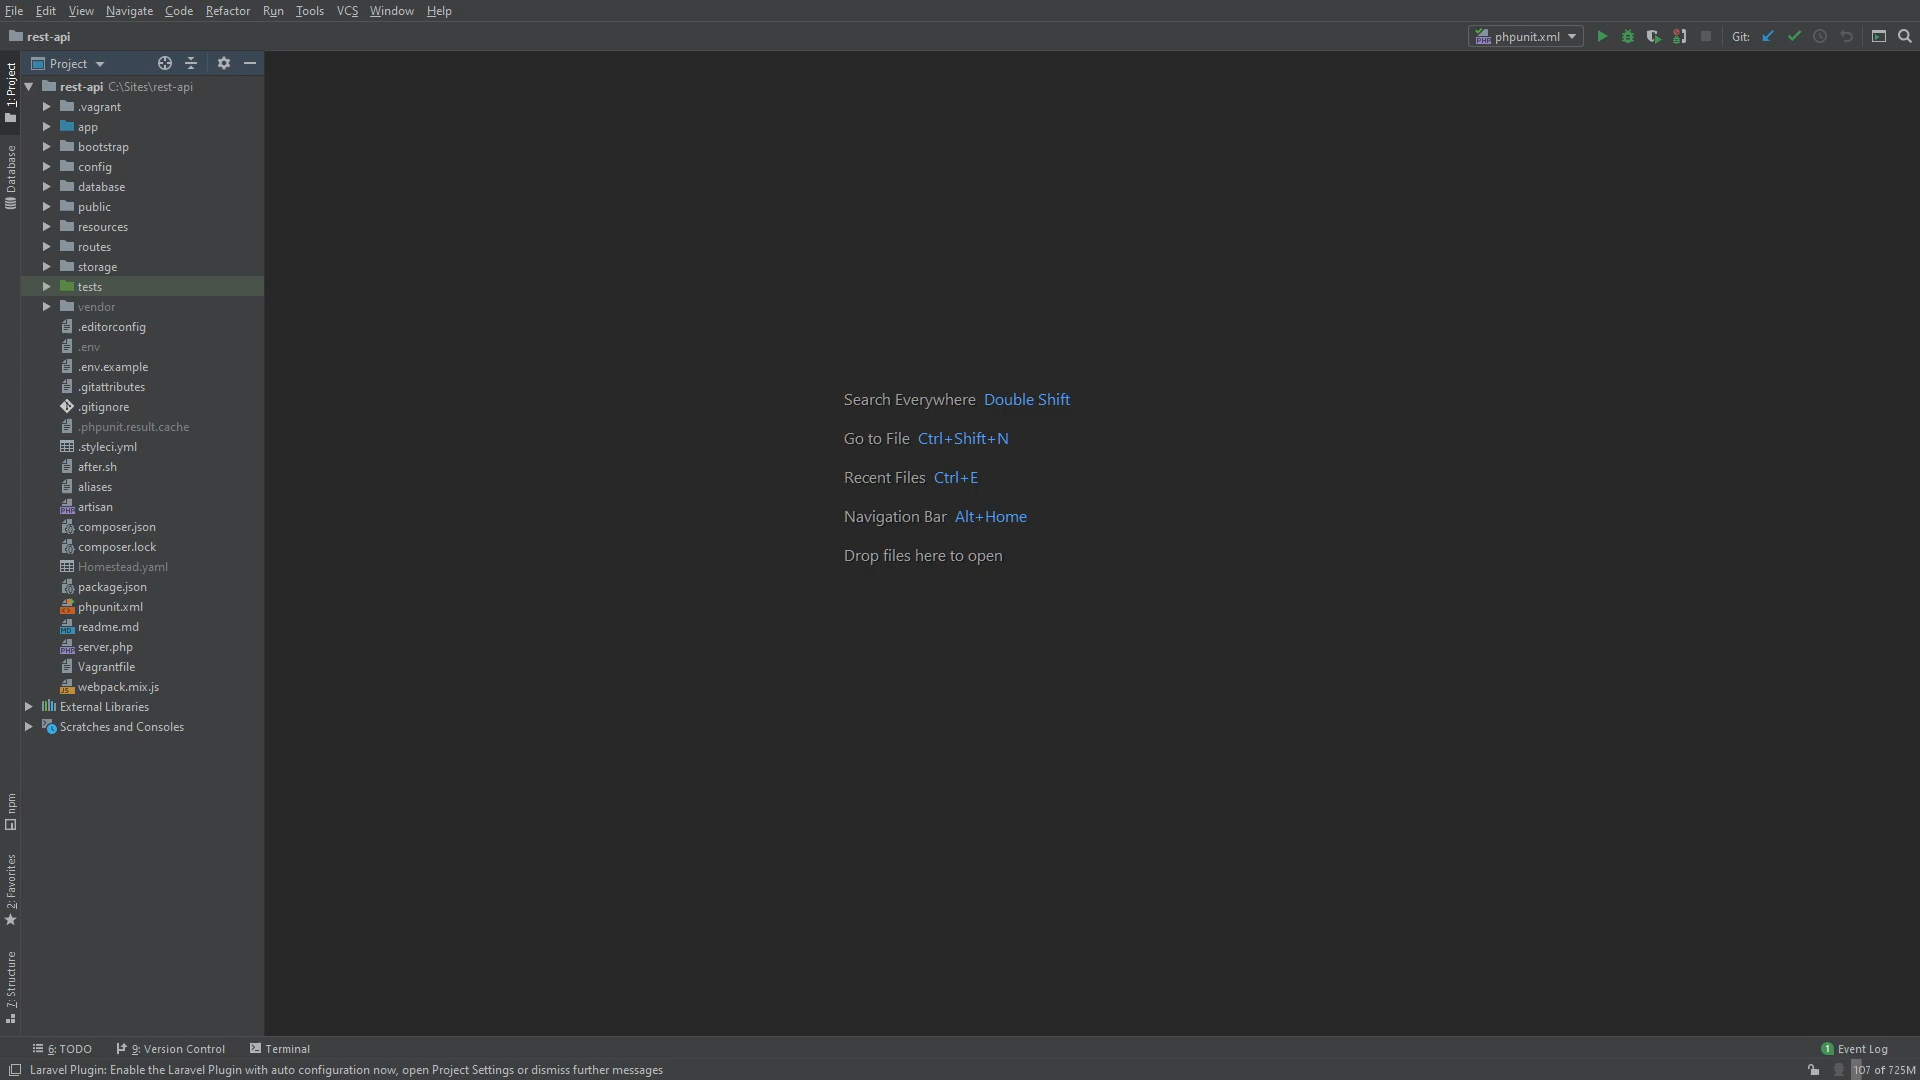 File Edit View Navigate Code Refactor Run Tools VCS Window Help
rest-api
phpunit.xml
Git:
Project
1: Project
Database
npm
2: Favorites
7: Structure
rest-api C:\Sites\rest-api
.vagrant
app
bootstrap
config
database
public
resources
routes
storage
tests
vendor
.editorconfig
.env
.env.example
.gitattributes
.gitignore
.phpunit.result.cache
.styleci.yml
after.sh
aliases
artisan
composer.json
composer.lock
Homestead.yaml
package.json
phpunit.xml
readme.md
server.php
Vagrantfile
webpack.mix.js
External Libraries
Scratches and Consoles
Search Everywhere Double Shift
Go to File Ctrl+Shift+N
Recent Files Ctrl+E
Navigation Bar Alt+Home
Drop files here to open
6: TODO 9: Version Control Terminal
1 Event Log
Laravel Plugin: Enable the Laravel Plugin with auto configuration now, open Project Settings or dismiss further messages
107 of 725M